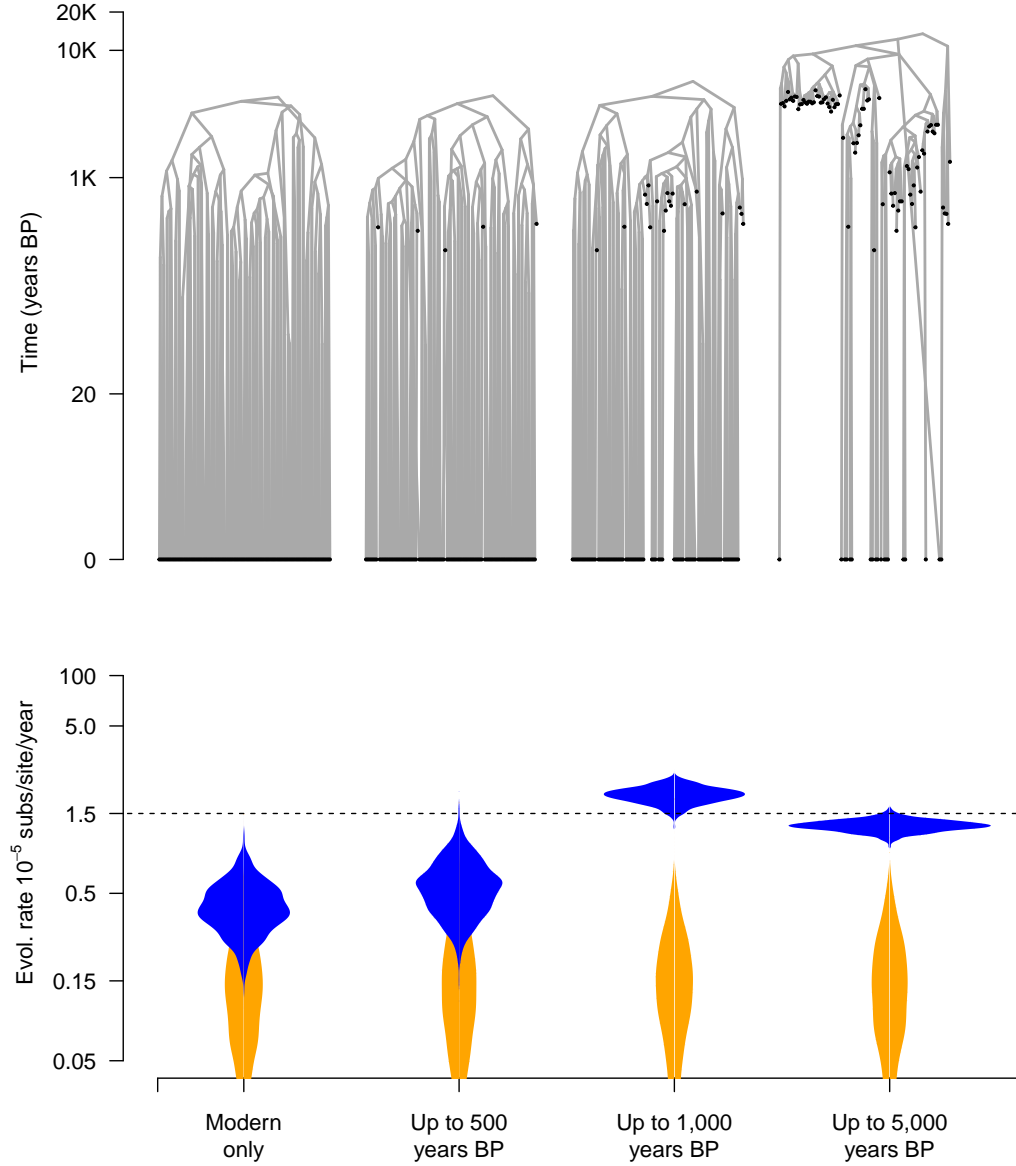 20K
10K
1K
20
0
Time (years BP)
100
5.0
1.5
0.5
0.15
0.05
Evol. rate 10⁻⁵ subs/site/year
Modern
only
Up to 500
years BP
Up to 1,000
years BP
Up to 5,000
years BP